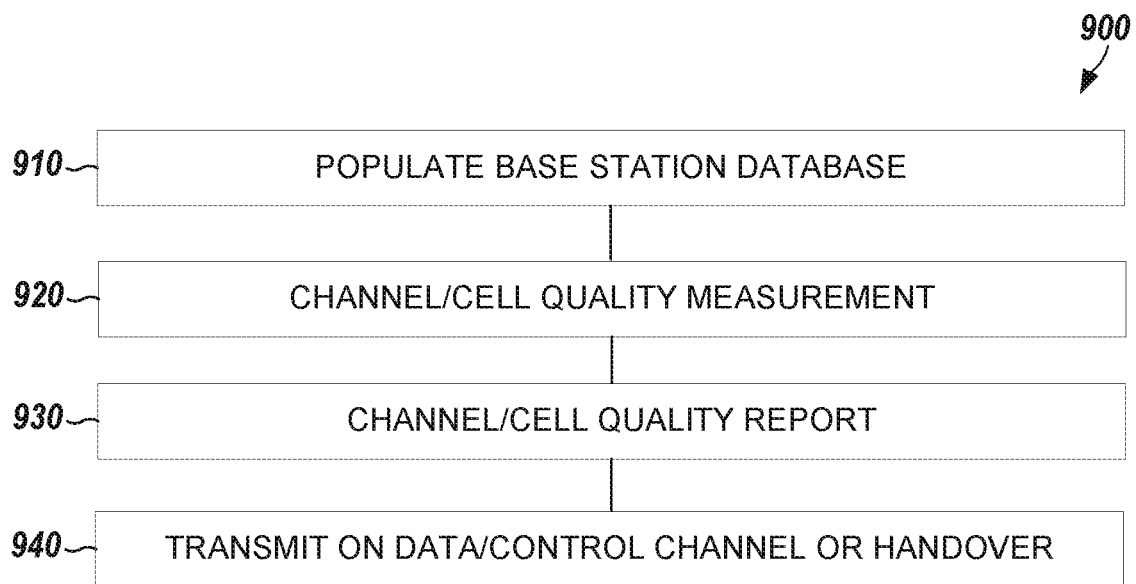 900
910 POPULATE BASE STATION DATABASE
920 CHANNEL/CELL QUALITY MEASUREMENT
930 CHANNEL/CELL QUALITY REPORT
940 TRANSMIT ON DATA/CONTROL CHANNEL OR HANDOVER